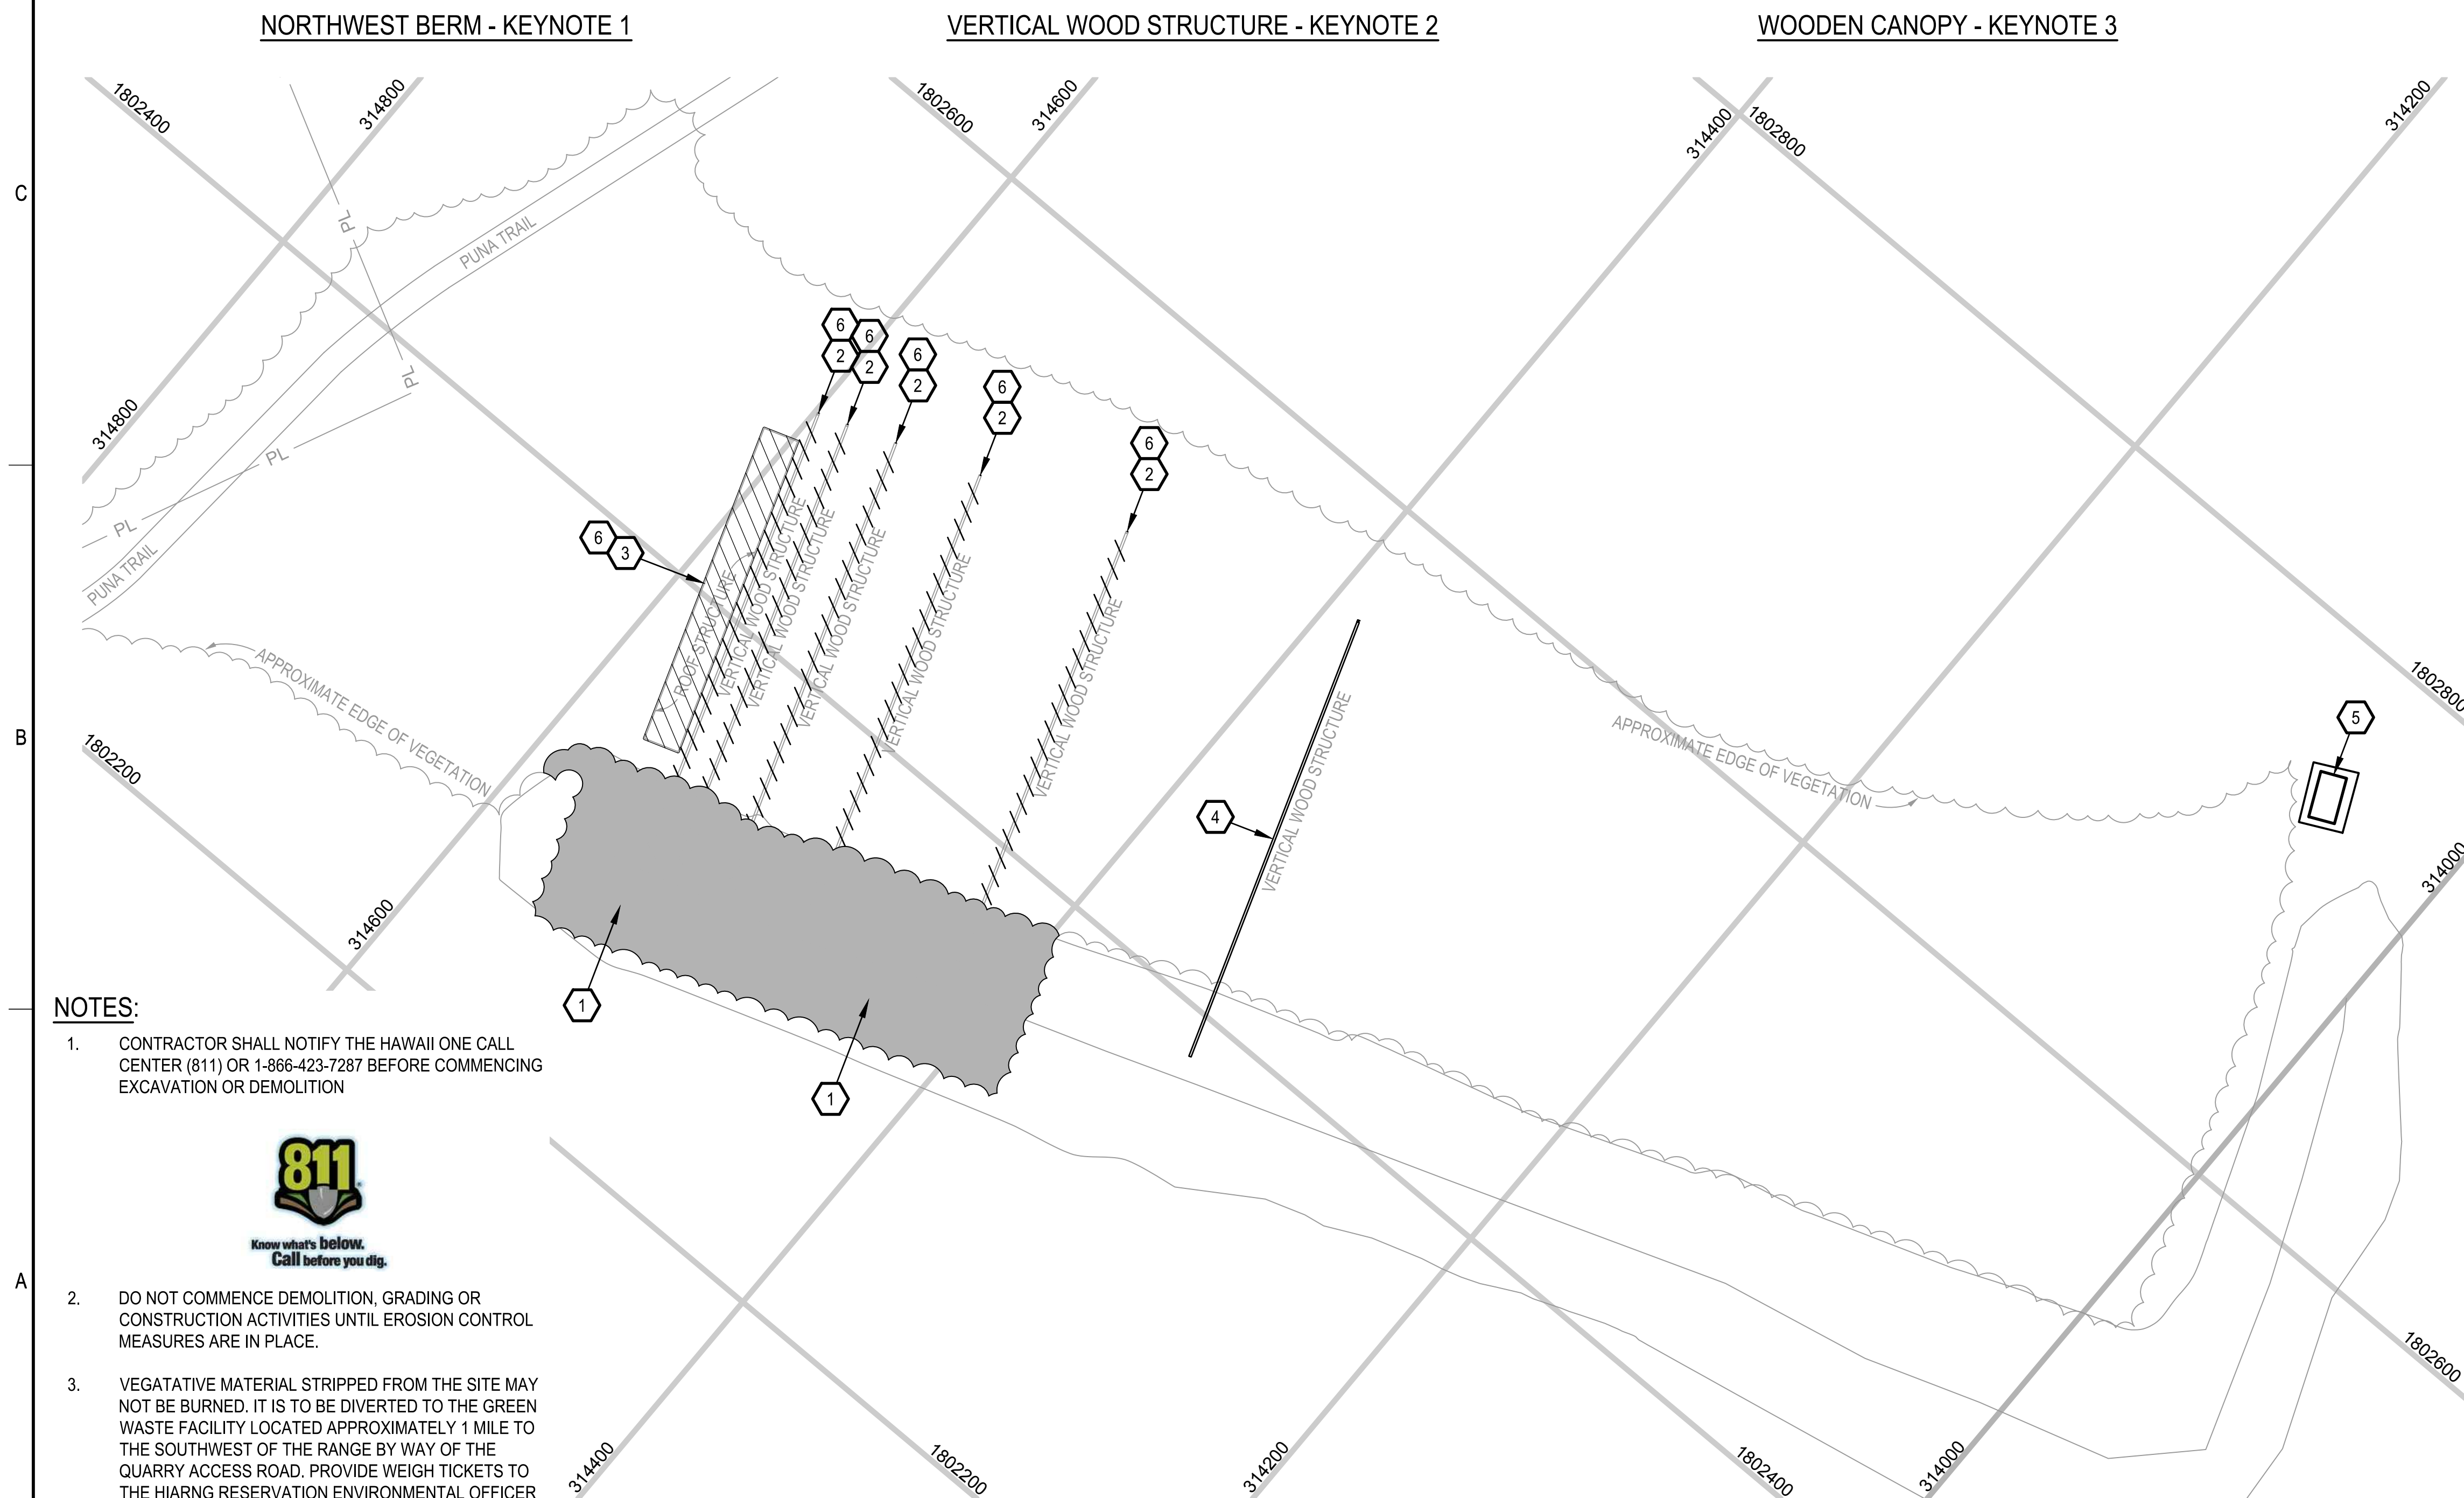 NORTHWEST BERM - KEYNOTE 1
VERTICAL WOOD STRUCTURE - KEYNOTE 2
WOODEN CANOPY - KEYNOTE 3
1802400
314800
1802600
314600
314400
1802800
314200
C
PL
PUNA TRAIL
6
2
6
2
6
2
6
2
6
2
PL
314800
PL
PL
PUNA TRAIL
6
3
ROOF STRUCTURE
VERTICAL WOOD STRUCTURE
VERTICAL WOOD STRUCTURE
VERTICAL WOOD STRUCTURE
VERTICAL WOOD STRUCTURE
VERTICAL WOOD STRUCTURE
VERTICAL WOOD STRUCTURE
APPROXIMATE EDGE OF VEGETATION
APPROXIMATE EDGE OF VEGETATION
1802800
5
B
1802200
4
314000
314600
1
1
NOTES:
1. CONTRACTOR SHALL NOTIFY THE HAWAII ONE CALL
CENTER (811) OR 1-866-423-7287 BEFORE COMMENCING
EXCAVATION OR DEMOLITION
811
Know what's below.
Call before you dig.
A
2. DO NOT COMMENCE DEMOLITION, GRADING OR
CONSTRUCTION ACTIVITIES UNTIL EROSION CONTROL
MEASURES ARE IN PLACE.
3. VEGATATIVE MATERIAL STRIPPED FROM THE SITE MAY
NOT BE BURNED. IT IS TO BE DIVERTED TO THE GREEN
WASTE FACILITY LOCATED APPROXIMATELY 1 MILE TO
THE SOUTHWEST OF THE RANGE BY WAY OF THE
QUARRY ACCESS ROAD. PROVIDE WEIGH TICKETS TO
THE HIARNG RESERVATION ENVIRONMENTAL OFFICER
314400
1802200
314200
1802400
314000
1802600